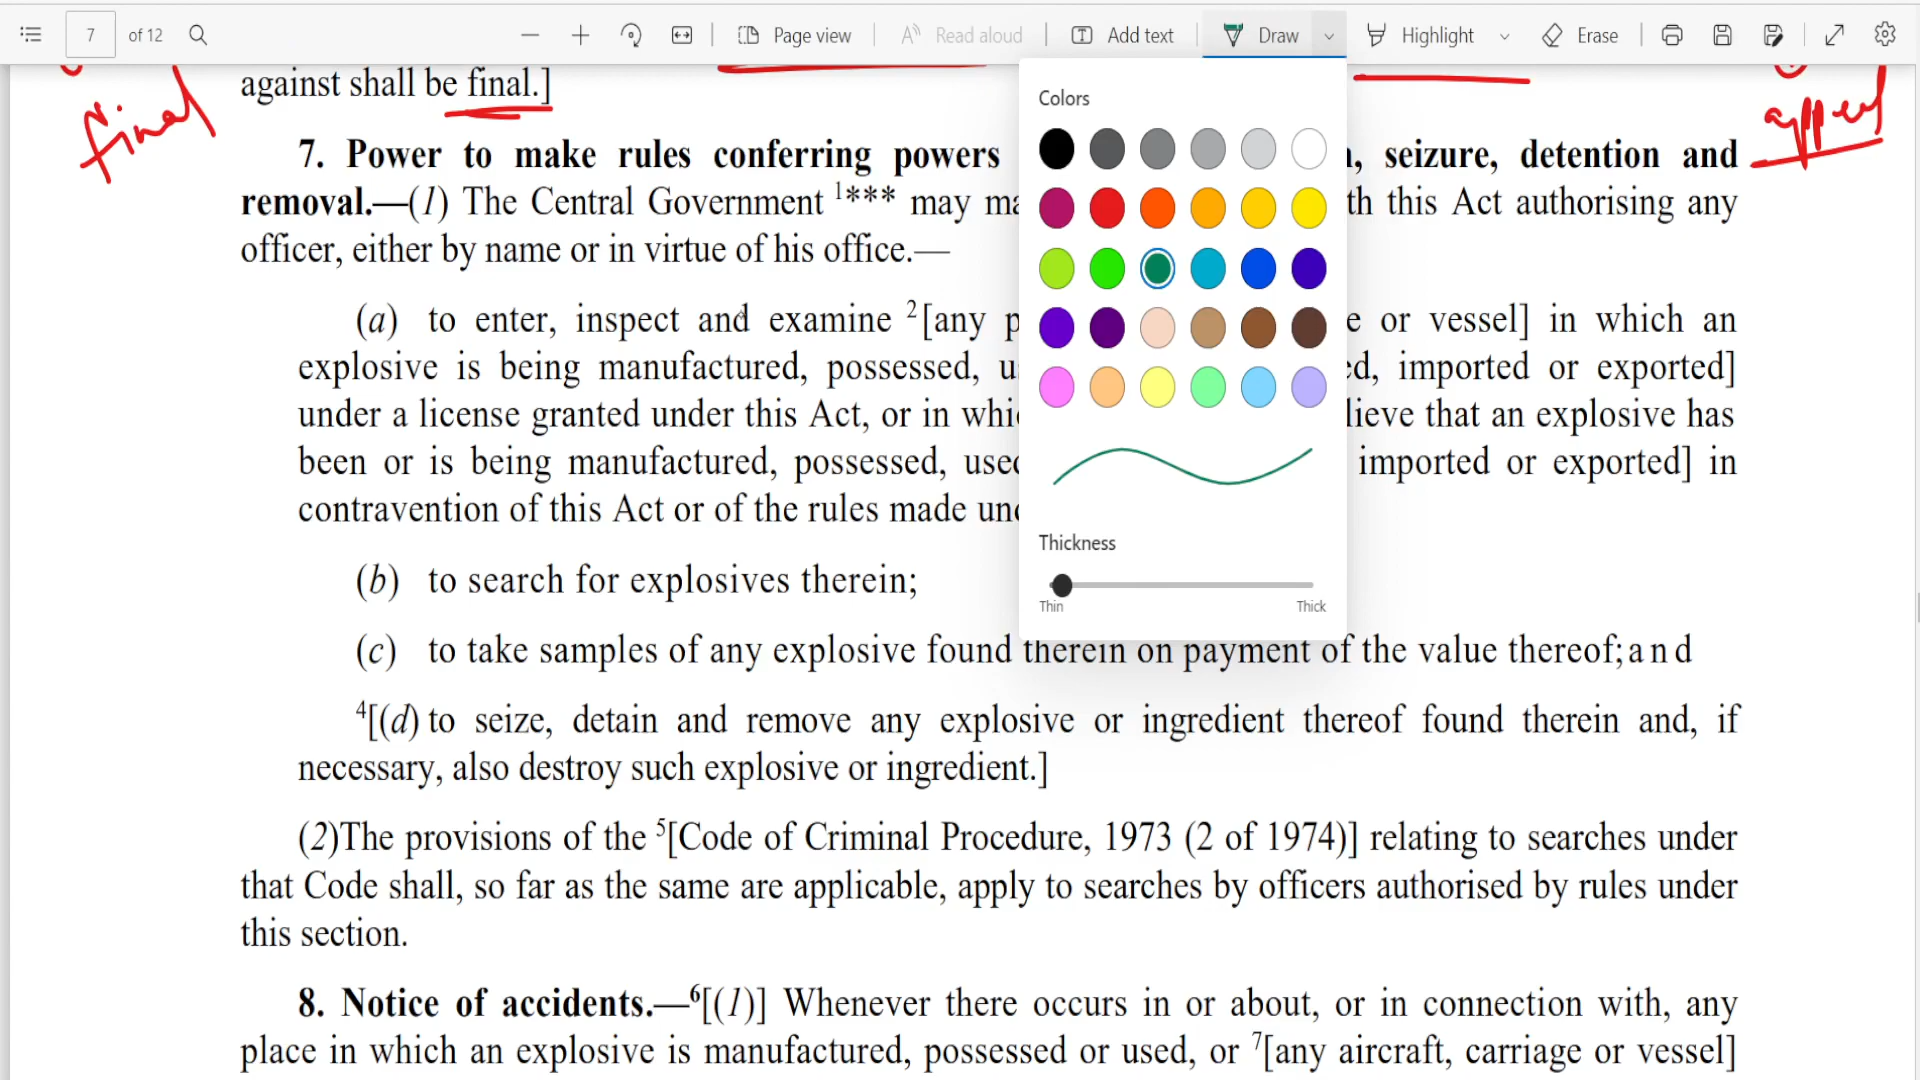 7 of 12 Page view Read aloud Add text Draw Highlight Erase
against shall be final.]
final
appeal
Colors
7. Power to make rules conferring powers , seizure, detention and
removal.—(1) The Central Government 1*** may th this Act authorising any
officer, either by name or in virtue of his office.—
(a) to enter, inspect and examine 2[any or vessel] in which an
explosive is being manufactured, possessed, imported or exported]
under a license granted under this Act, or in that an explosive has
been or is being manufactured, possessed, imported or exported] in
contravention of this Act or of the rules made
Thickness
Thin Thick
(b) to search for explosives therein;
(c) to take samples of any explosive found therein on payment of the value thereof;and
4[(d) to seize, detain and remove any explosive or ingredient thereof found therein and, if
necessary, also destroy such explosive or ingredient.]
(2)The provisions of the 5[Code of Criminal Procedure, 1973 (2 of 1974)] relating to searches under
that Code shall, so far as the same are applicable, apply to searches by officers authorised by rules under
this section.
8. Notice of accidents.—6[(1)] Whenever there occurs in or about, or in connection with, any
place in which an explosive is manufactured, possessed or used, or 7[any aircraft, carriage or vessel]